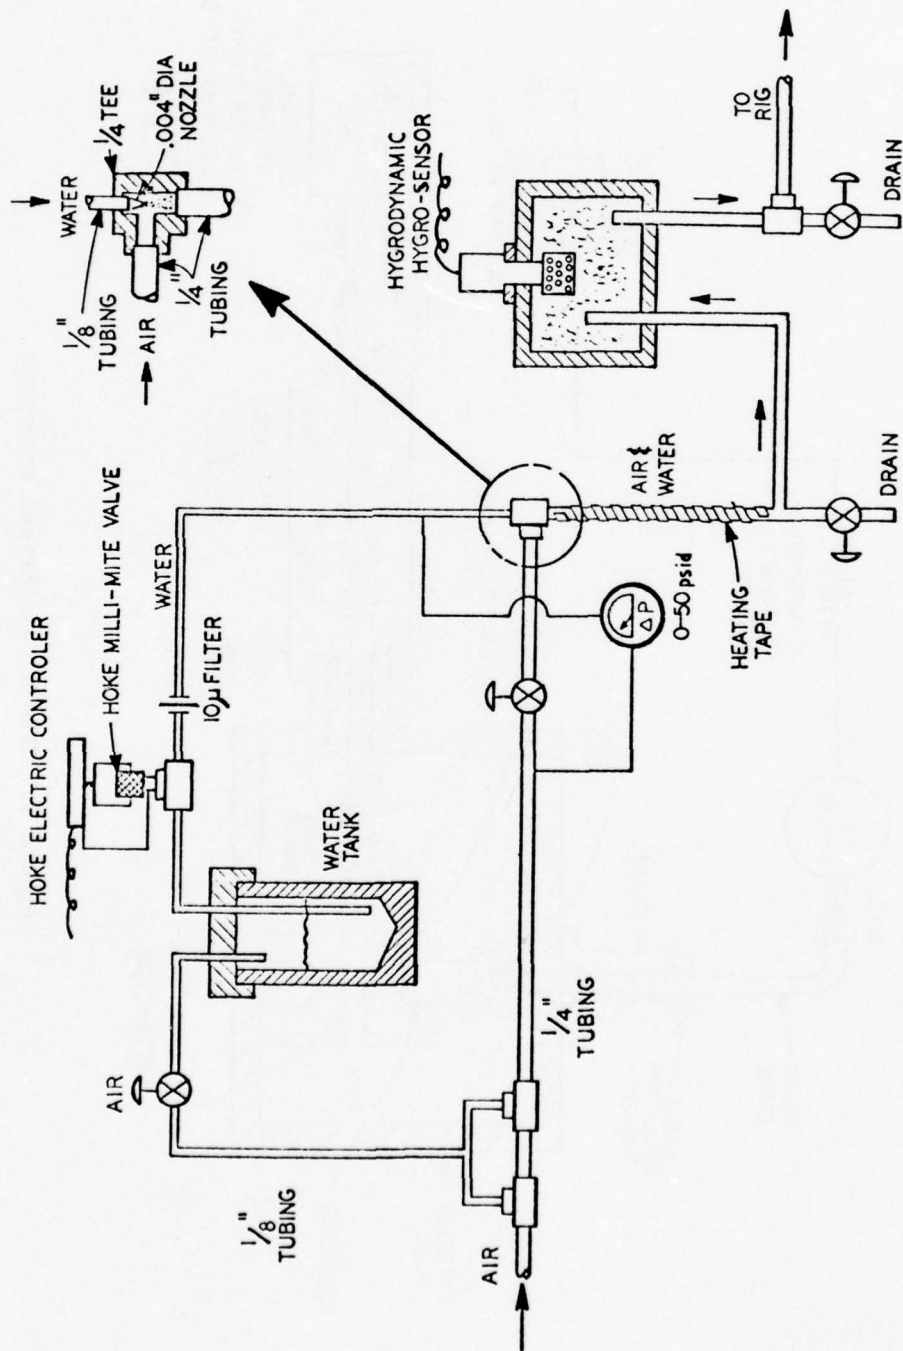 HOKE ELECTRIC CONTROLER
HOKE MILLI-MITE VALVE
10μ FILTER
WATER
AIR
WATER
TANK
1/8"
TUBING
1/4"
TUBING
AIR
ΔP
0-50 psid
AIR &
WATER
HEATING
TAPE
DRAIN
HYGRODYNAMIC
HYGRO-SENSOR
TO
RIG
DRAIN
WATER
1/4 TEE
.004" DIA
NOZZLE
1/8"
TUBING
AIR
1/4"
TUBING